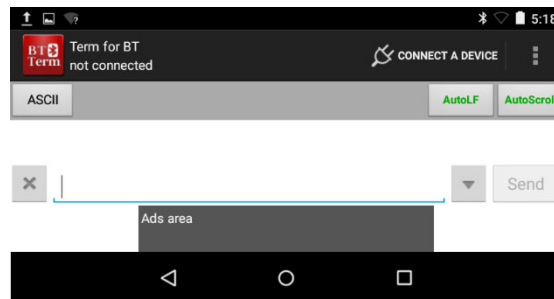 5:18
BT
Term
Term for BT
not connected
CONNECT A DEVICE
ASCII
AutoLF
AutoScrol
Send
Ads area